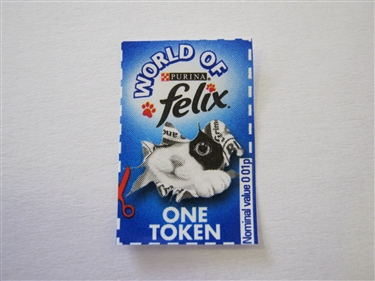 WORLD OF
PURINA
felix
ONE
TOKEN
Nominal value 0.01p